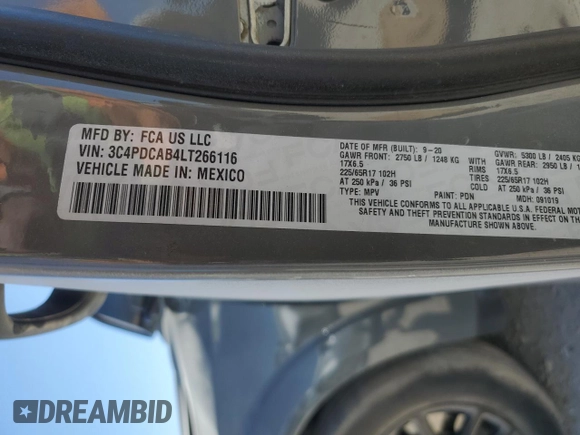 MFD BY: FCA US LLC
VIN: 3C4PDCAB4LT266116
VEHICLE MADE IN: MEXICO
DATE OF MFR (BUILT): 9-20
GVWR: 5300 LB / 2405 KG
GAWR FRONT: 2750 LB / 1248 KG
WITH
GAWR REAR: 2950 LB /
17X6.5
RIMS
17X6.5
225/65R17 102H
TIRES
225/65R17 102H
AT 250 kPa / 36 PSI
COLD
AT 250 kPa / 36 PSI
TYPE: MPV
PAINT: PDN
MDH: 091019
THIS VEHICLE CONFORMS TO ALL APPLICABLE U.S.A. FEDERAL MOT
SAFETY AND THEFT PREVENTION STANDARDS IN EFFECT ON THE
MANUFACTURE SHOWN ABOVE.
DREAMBID